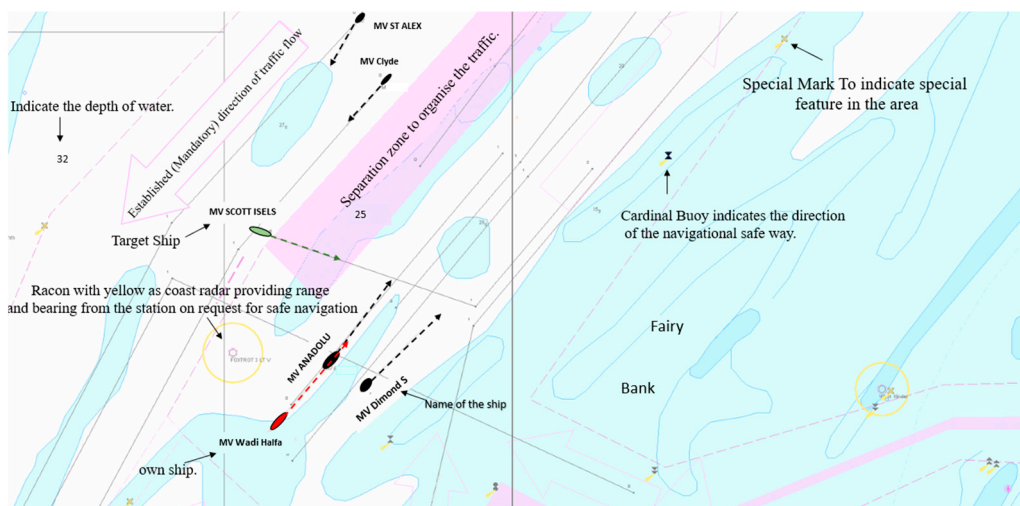 MV ST ALEX
MV Clyde
Indicate the depth of water.
32
Established (Mandatory) direction of traffic flow
Separation zone to organise the traffic.
25
Special Mark To indicate special
feature in the area
Cardinal Buoy indicates the direction
of the navigational safe way.
MV SCOTT ISELS
Target Ship
Racon with yellow as coast radar providing range
and bearing from the station on request for safe navigation
MV ANADOLU
MV Dimond S
Name of the ship
MV Wadi Halfa
own ship.
Fairy
Bank